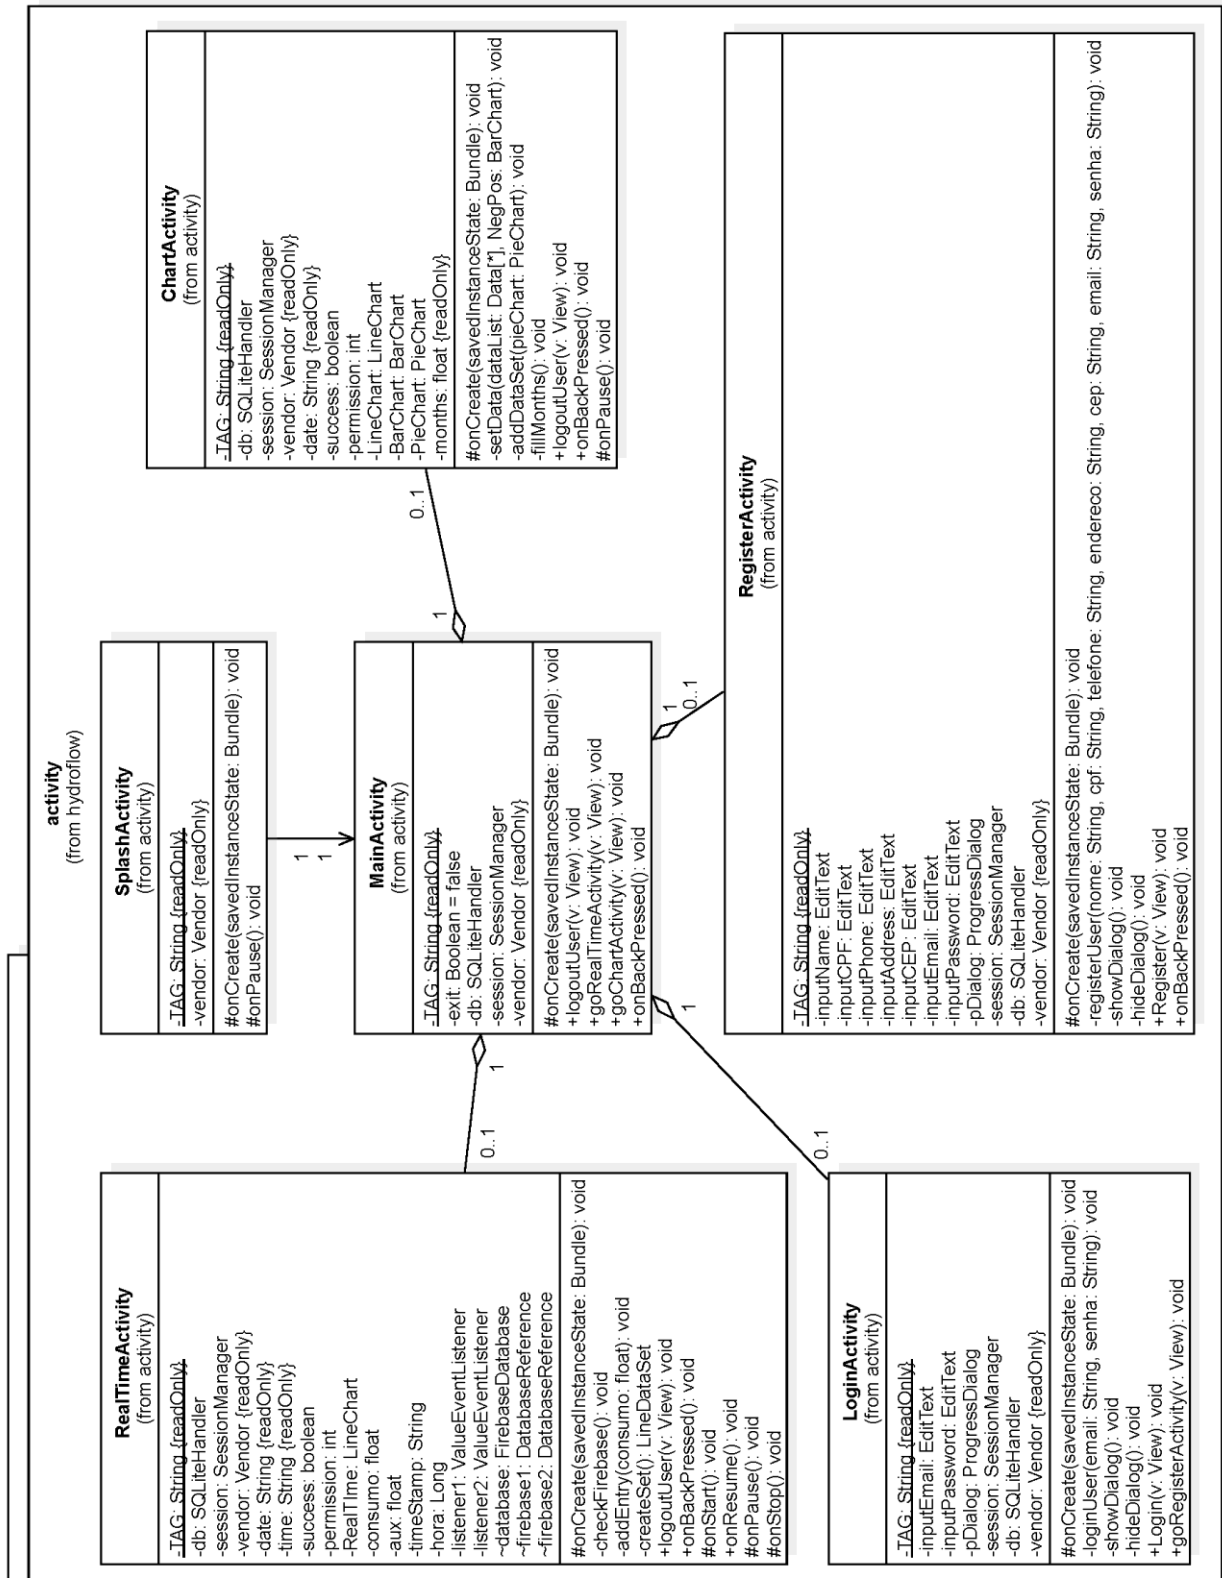 activity
(from hydroflow)
RealTimeActivity
(from activity)
-TAG: String {readOnly}
-db: SQLiteHandler
-session: SessionManager
-vendor: Vendor {readOnly}
-date: String {readOnly}
-time: String {readOnly}
-success: boolean
-permission: int
-RealTIme: LineChart
-consumo: float
-aux: float
-timeStamp: String
-hora: Long
-listener1: ValueEventListener
-listener2: ValueEventListener
~database: FirebaseDatabase
~firebase1: DatabaseReference
~firebase2: DatabaseReference
#onCreate(savedInstanceState: Bundle): void
-checkFirebase(): void
-addEntry(consumo: float): void
-createSet(): LineDataSet
+logoutUser(v: View): void
+onBackPressed(): void
#onStart(): void
+onResume(): void
#onPause(): void
#onStop(): void
SplashActivity
(from activity)
-TAG: String {readOnly}
-vendor: Vendor {readOnly}
#onCreate(savedInstanceState: Bundle): void
#onPause(): void
1
1
ChartActivity
(from activity)
-TAG: String {readOnly}
-db: SQLiteHandler
-session: SessionManager
-vendor: Vendor {readOnly}
-date: String {readOnly}
-success: boolean
-permission: int
-LineChart: LineChart
-BarChart: BarChart
-PieChart: PieChart
-months: float {readOnly}
#onCreate(savedInstanceState: Bundle): void
-setData(dataList: Data[*], NegPos: BarChart): void
-addDataSet(pieChart: PieChart): void
-fillMonths(): void
+logoutUser(v: View): void
+onBackPressed(): void
#onPause(): void
MainActivity
(from activity)
-TAG: String {readOnly}
-exit: Boolean = false
-db: SQLiteHandler
-session: SessionManager
-vendor: Vendor {readOnly}
#onCreate(savedInstanceState: Bundle): void
+logoutUser(v: View): void
+goRealTimeActivity(v: View): void
+goChartActivity(v: View): void
+onBackPressed(): void
0..1
1
1
0..1
1
0..1
1
0..1
LoginActivity
(from activity)
-TAG: String {readOnly}
-inputEmail: EditText
-inputPassword: EditText
-pDialog: ProgressDialog
-session: SessionManager
-db: SQLiteHandler
-vendor: Vendor {readOnly}
#onCreate(savedInstanceState: Bundle): void
-loginUser(email: String, senha: String): void
-showDialog(): void
-hideDialog(): void
+Login(v: View): void
+goRegisterActivity(v: View): void
RegisterActivity
(from activity)
-TAG: String {readOnly}
-inputName: EditText
-inputCPF: EditText
-inputPhone: EditText
-inputAddress: EditText
-inputCEP: EditText
-inputEmail: EditText
-inputPassword: EditText
-pDialog: ProgressDialog
-session: SessionManager
-db: SQLiteHandler
-vendor: Vendor {readOnly}
#onCreate(savedInstanceState: Bundle): void
-registerUser(nome: String, cpf: String, telefone: String, endereco: String, cep: String, email: String, senha: String): void
-showDialog(): void
-hideDialog(): void
+Register(v: View): void
+onBackPressed(): void